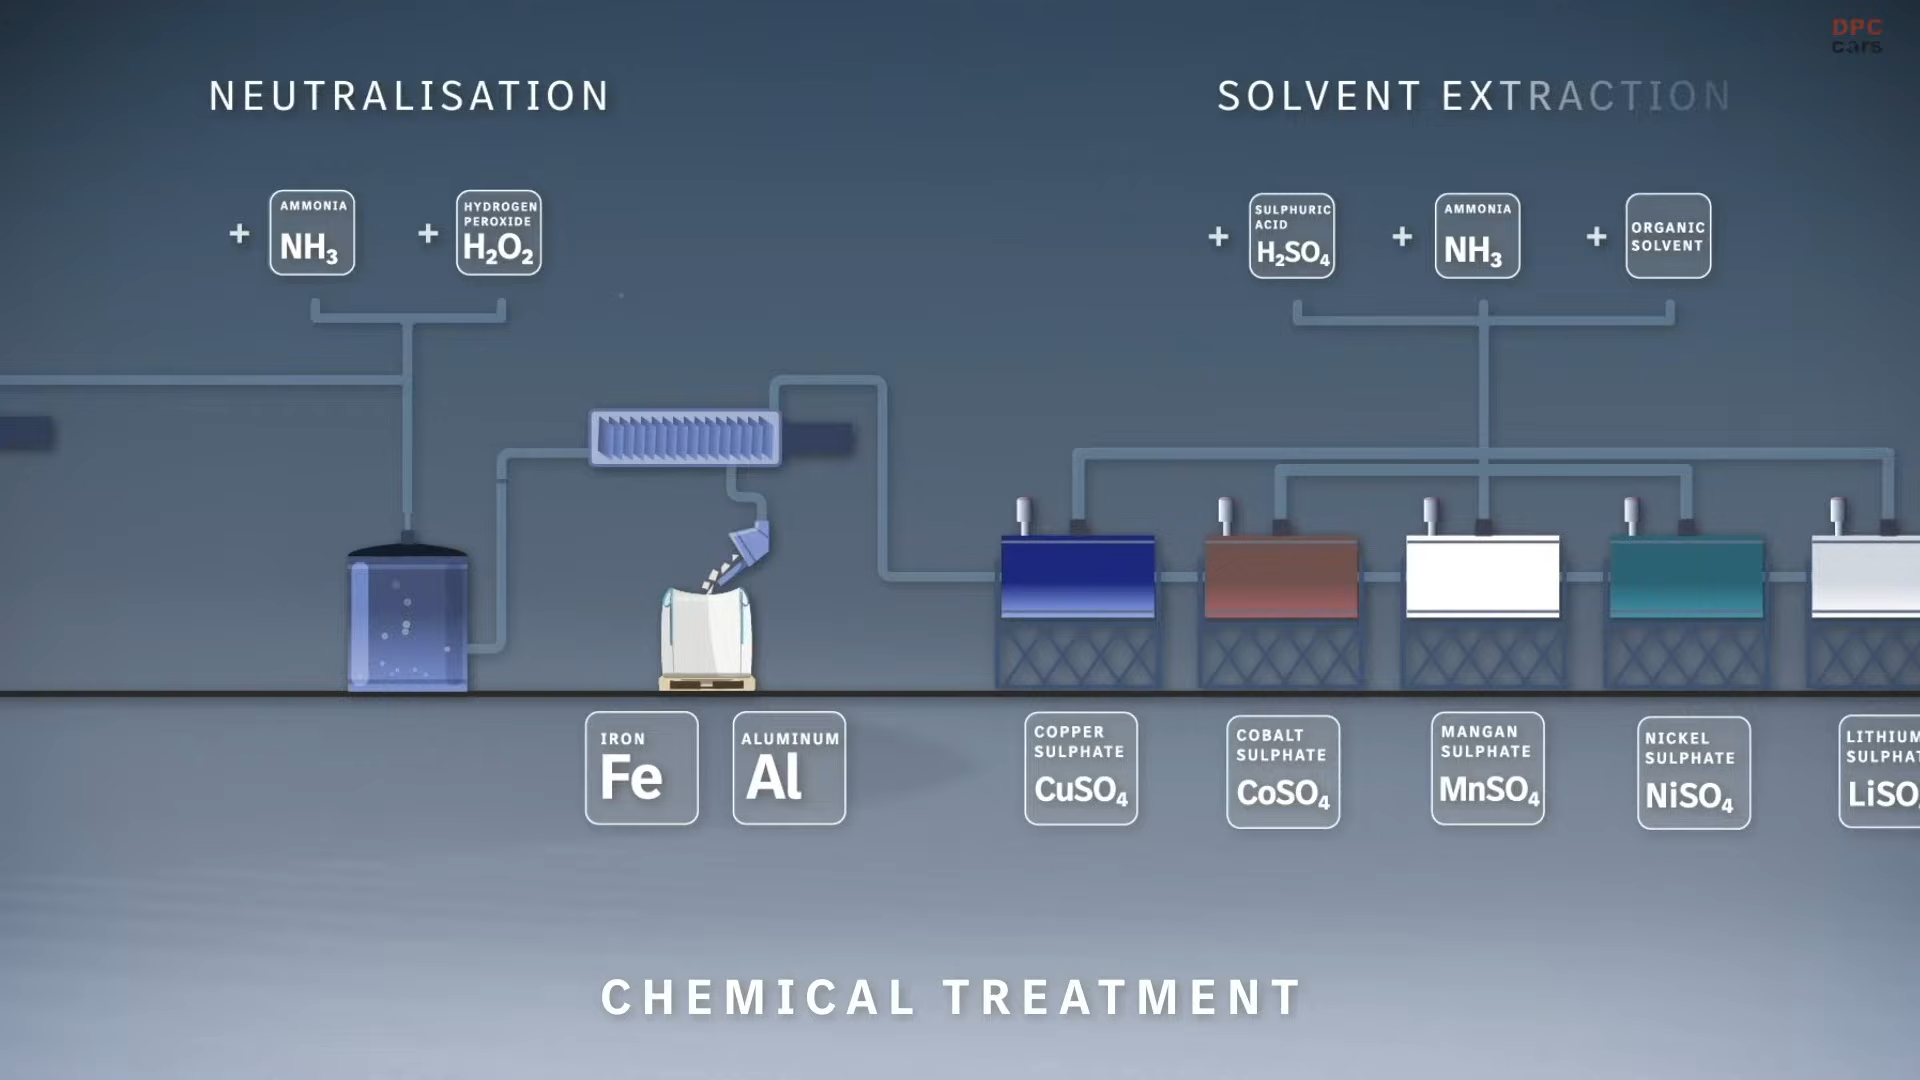 DPC
cars
NEUTRALISATION
SOLVENT EXTRACTION
+
AMMONIA
NH₃
+
HYDROGEN
PEROXIDE
H₂O₂
+
SULPHURIC
ACID
H₂SO₄
+
AMMONIA
NH₃
+
ORGANIC
SOLVENT
IRON
Fe
ALUMINUM
Al
COPPER
SULPHATE
CuSO₄
COBALT
SULPHATE
CoSO₄
MANGAN
SULPHATE
MnSO₄
NICKEL
SULPHATE
NiSO₄
LITHIUM
SULPHAT
LiSO
CHEMICAL TREATMENT